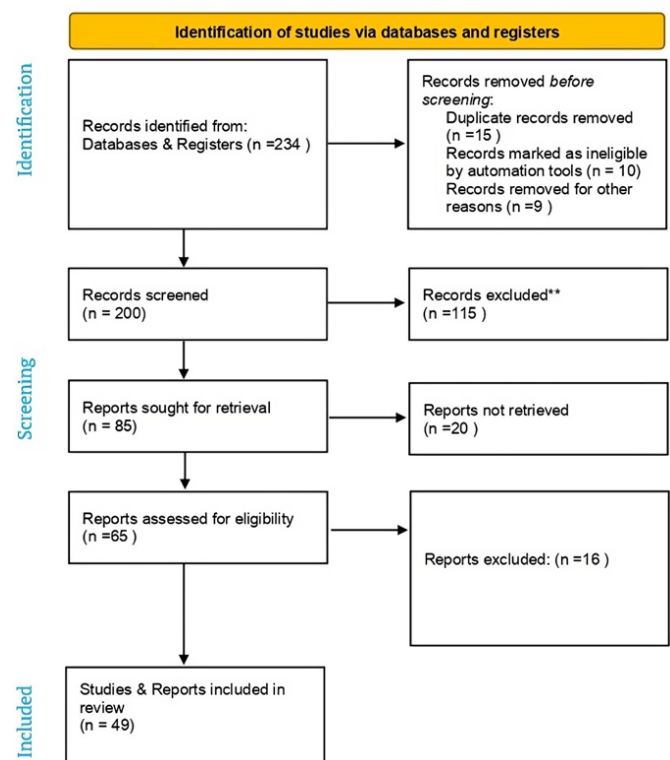 Identification of studies via databases and registers
Identification
Records identified from:
Databases & Registers (n =234 )
Records removed before
screening:
Duplicate records removed
(n =15 )
Records marked as ineligible
by automation tools (n = 10)
Records removed for other
reasons (n =9 )
Screening
Records screened
(n = 200)
Records excluded**
(n =115 )
Reports sought for retrieval
(n = 85)
Reports not retrieved
(n =20 )
Reports assessed for eligibility
(n =65 )
Reports excluded: (n =16 )
Included
Studies & Reports included in
review
(n = 49)